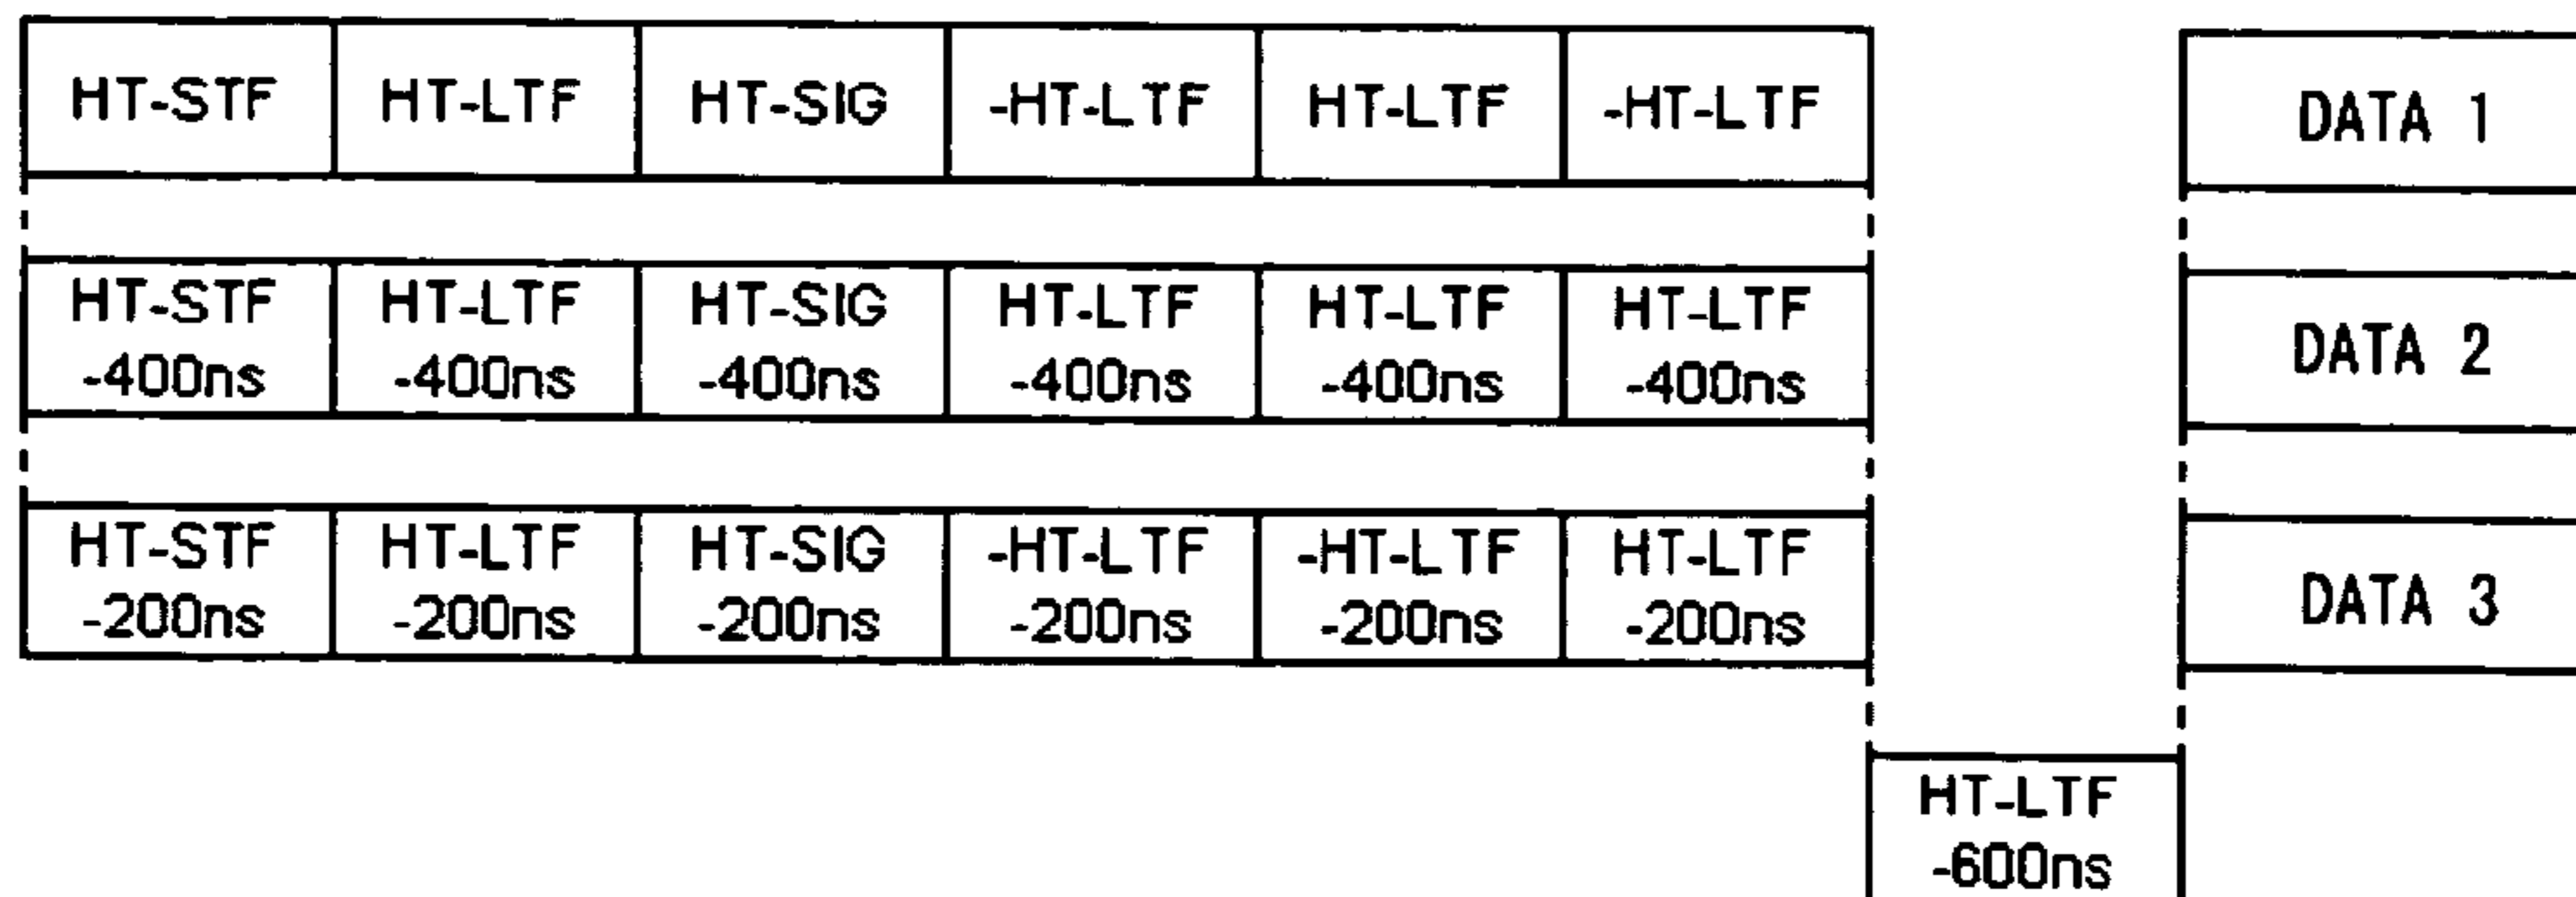 HT-STF HT-LTF HT-SIG -HT-LTF HT-LTF -HT-LTF DATA 1
HT-STF HT-LTF HT-SIG HT-LTF HT-LTF HT-LTF DATA 2
-400ns -400ns -400ns -400ns -400ns -400ns
HT-STF HT-LTF HT-SIG -HT-LTF -HT-LTF HT-LTF DATA 3
-200ns -200ns -200ns -200ns -200ns -200ns
HT-LTF
-600ns